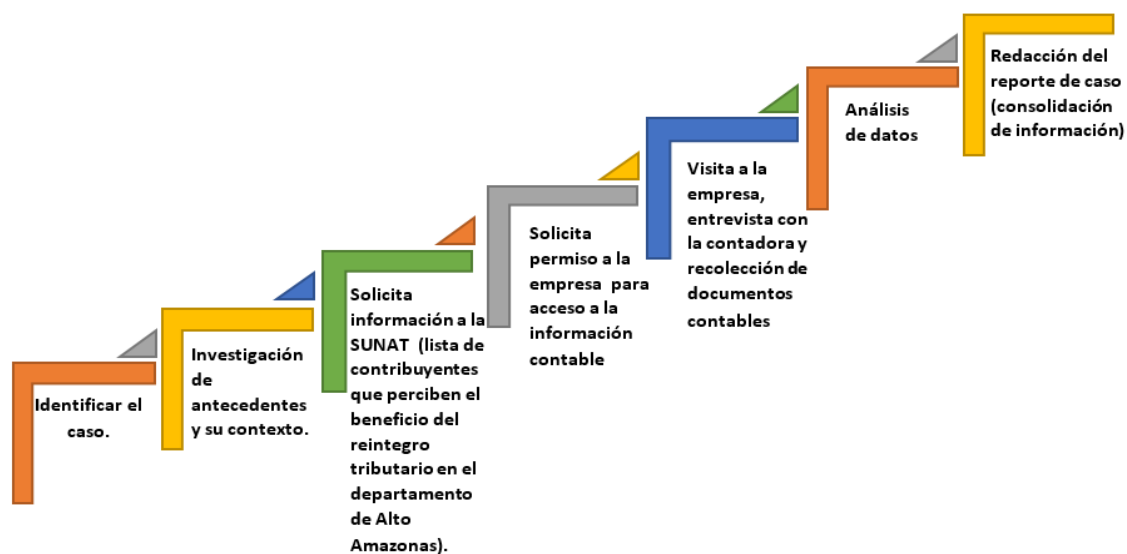 Identificar el
caso.
Investigación
de
antecedentes
y su contexto.
Solicita
información a la
SUNAT (lista de
contribuyentes
que perciben el
beneficio del
reintegro
tributario en el
departamento
de Alto
Amazonas).
Solicita
permiso a la
empresa para
acceso a la
información
contable
Visita a la
empresa,
entrevista con
la contadora y
recolección de
documentos
contables
Análisis
de datos
Redacción del
reporte de caso
(consolidación
de información)